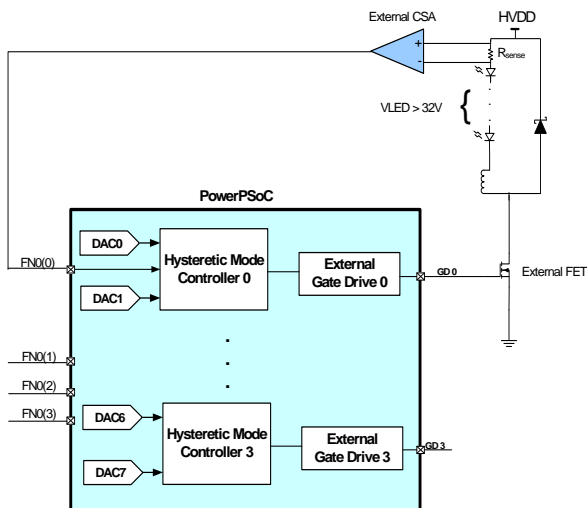 External CSA
HVDD
+
-
Rsense
VLED > 32V
{
PowerPSoC
DAC0
Hysteretic Mode
Controller 0
External
Gate Drive 0
FN0(0)
GD 0
External FET
DAC1
FN0(1)
FN0(2)
FN0(3)
DAC6
Hysteretic Mode
Controller 3
External
Gate Drive 3
GD 3
DAC7